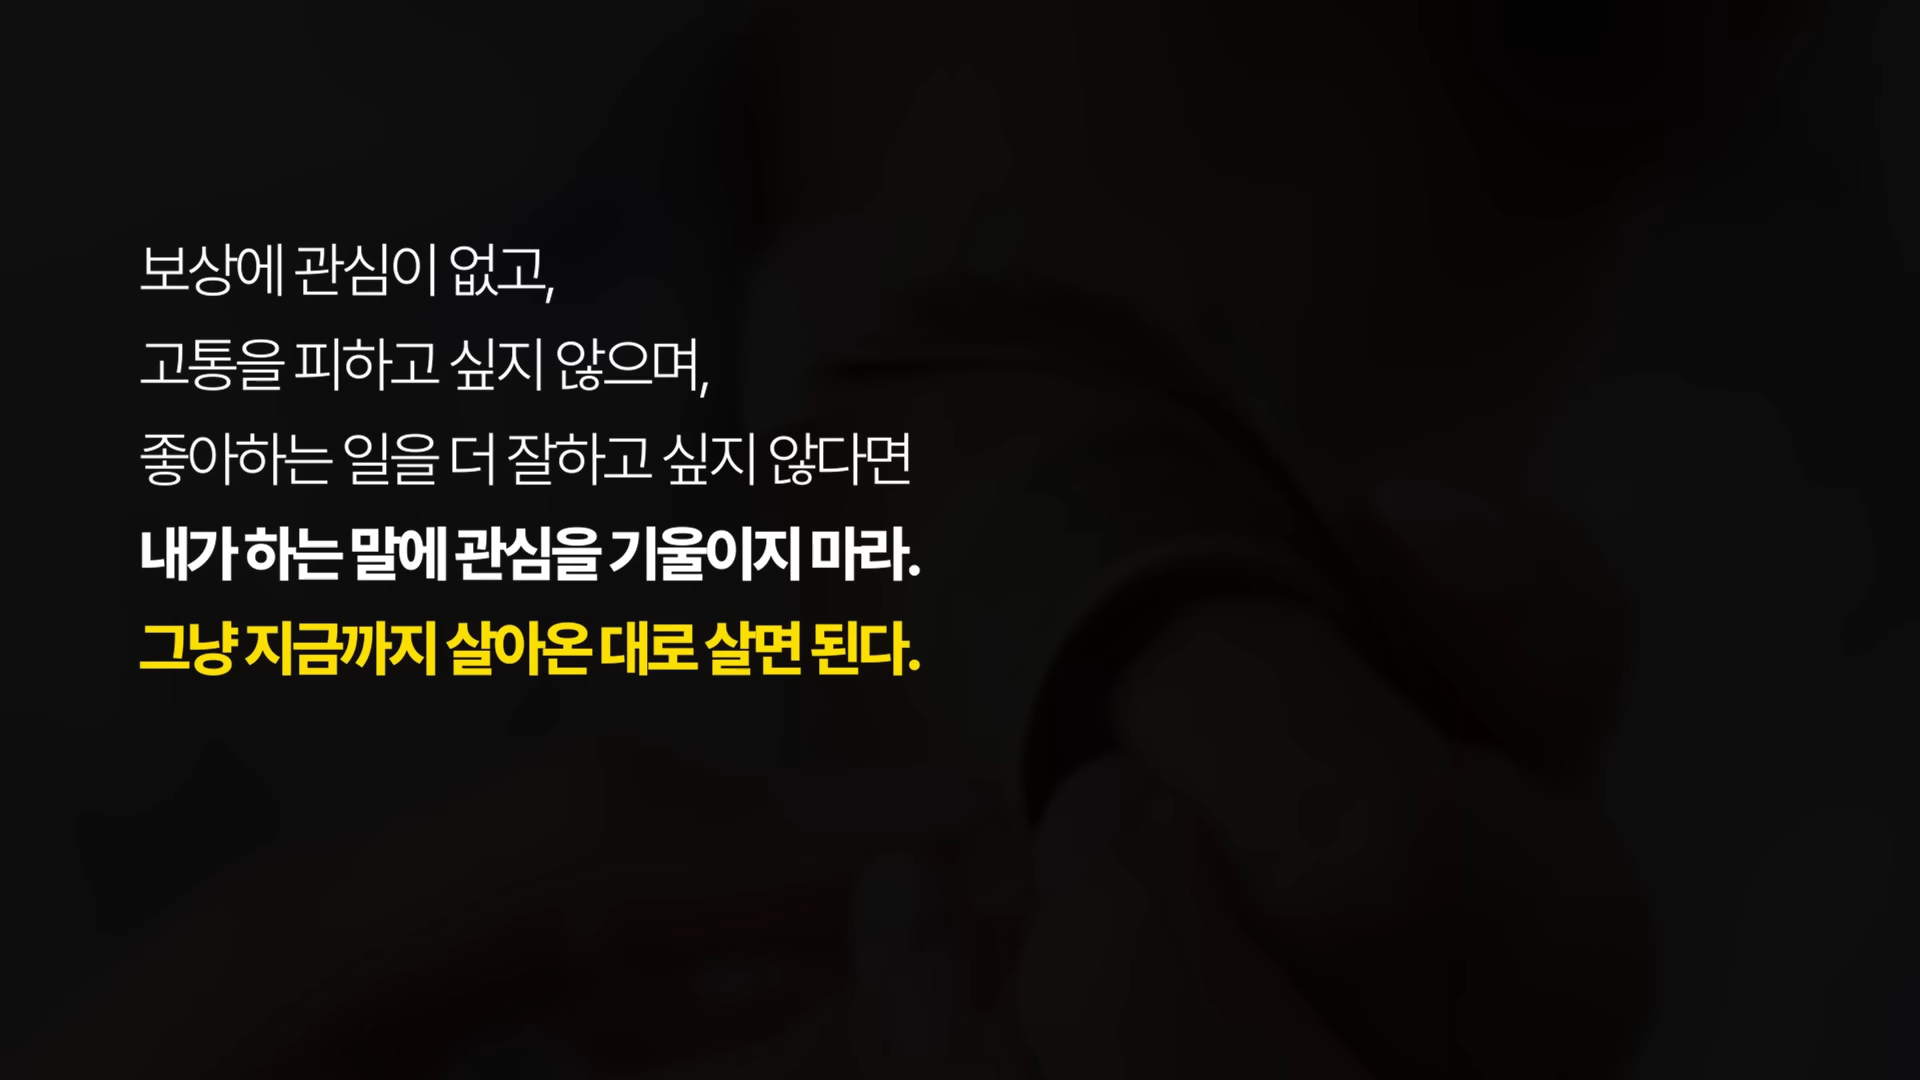 보상에 관심이 없고,
고통을 피하고 싶지 않으며,
좋아하는 일을 더 잘하고 싶지 않다면
내가 하는 말에 관심을 기울이지 마라.
그냥 지금까지 살아온 대로 살면 된다.